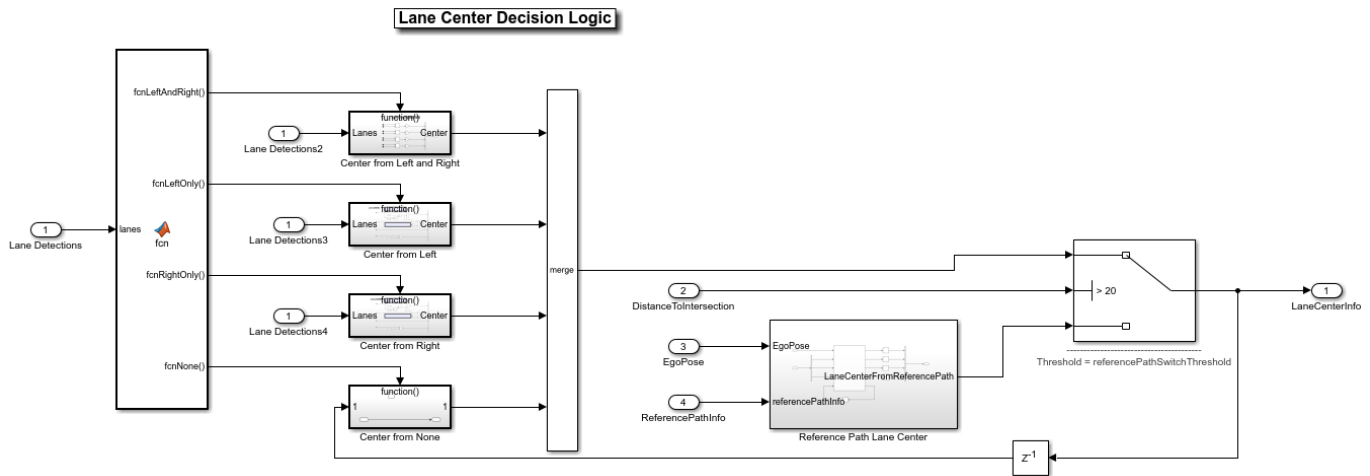 Lane Center Decision Logic
fcnLeftAndRight()
function()
1
Lanes
Center
Lane Detections2
Center from Left and Right
fcnLeftOnly()
function()
1
Lanes
Center
Lane Detections3
Center from Left
1
lanes
fcn
Lane Detections
fcnRightOnly()
function()
1
Lanes
Center
Lane Detections4
Center from Right
fcnNone()
function()
1
1
Center from None
merge
2
DistanceToIntersection
> 20
1
LaneCenterInfo
3
EgoPose
EgoPose
LaneCenterFromReferencePath
4
ReferencePathInfo
referencePathInfo
Reference Path Lane Center
Threshold = referencePathSwitchThreshold
Z-1